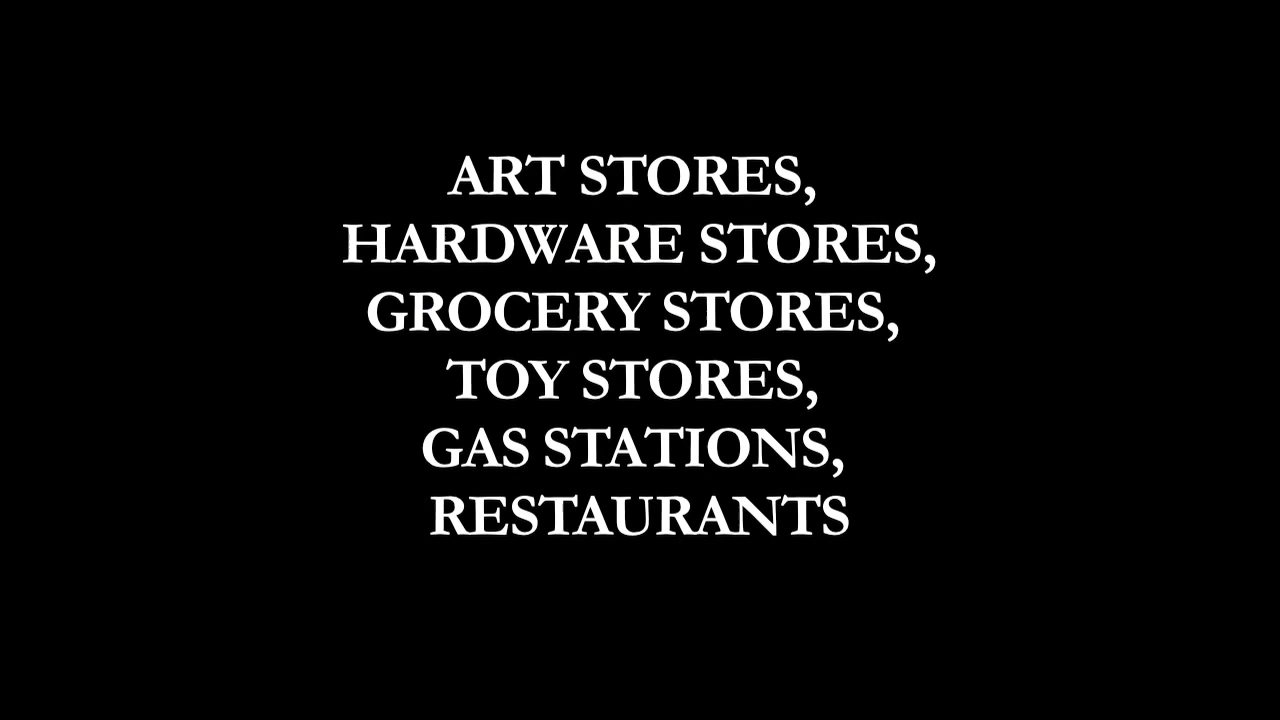 ART STORES,
HARDWARE STORES,
GROCERY STORES,
TOY STORES,
GAS STATIONS,
RESTAURANTS